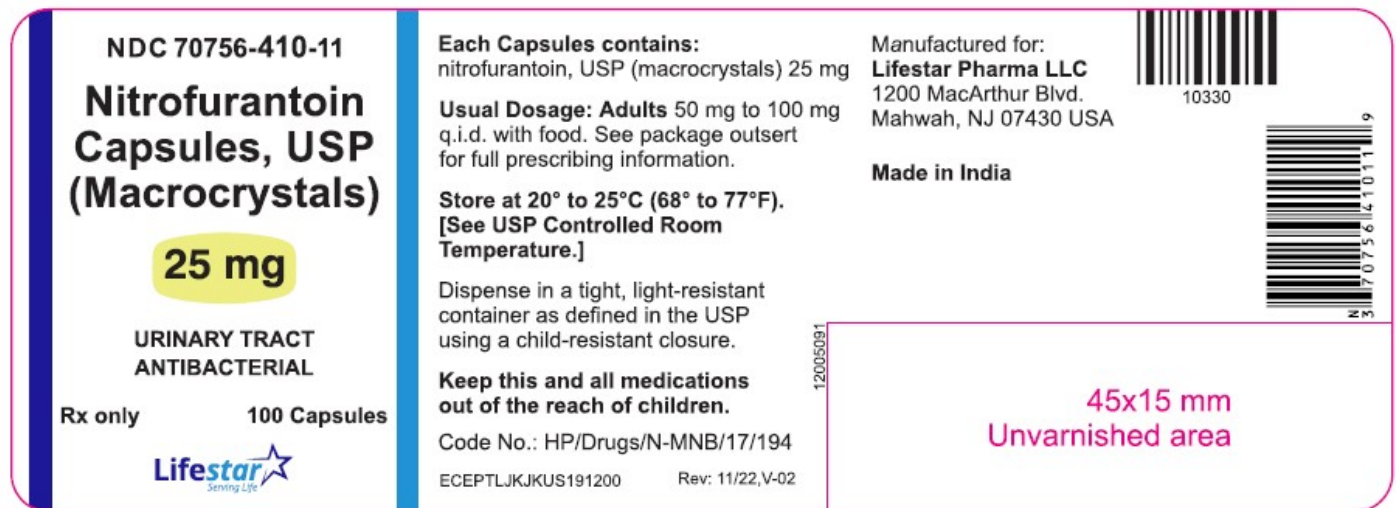 NDC 70756-410-11
Nitrofurantoin
Capsules, USP
(Macrocrystals)
25 mg
URINARY TRACT
ANTIBACTERIAL
Rx only 100 Capsules
Lifestar
Serving Life
Each Capsules contains:
nitrofurantoin, USP (macrocrystals) 25 mg
Usual Dosage: Adults 50 mg to 100 mg
q.i.d. with food. See package outsert
for full prescribing information.
Store at 20° to 25°C (68° to 77°F).
[See USP Controlled Room
Temperature.]
Dispense in a tight, light-resistant
container as defined in the USP
using a child-resistant closure.
Keep this and all medications
out of the reach of children.
Code No.: HP/Drugs/N-MNB/17/194
ECEPTLJKJKUS191200 Rev: 11/22,V-02
Manufactured for:
Lifestar Pharma LLC
1200 MacArthur Blvd.
Mahwah, NJ 07430 USA
Made in India
10330
N
3 70756 41011 9
12005091
45x15 mm
Unvarnished area